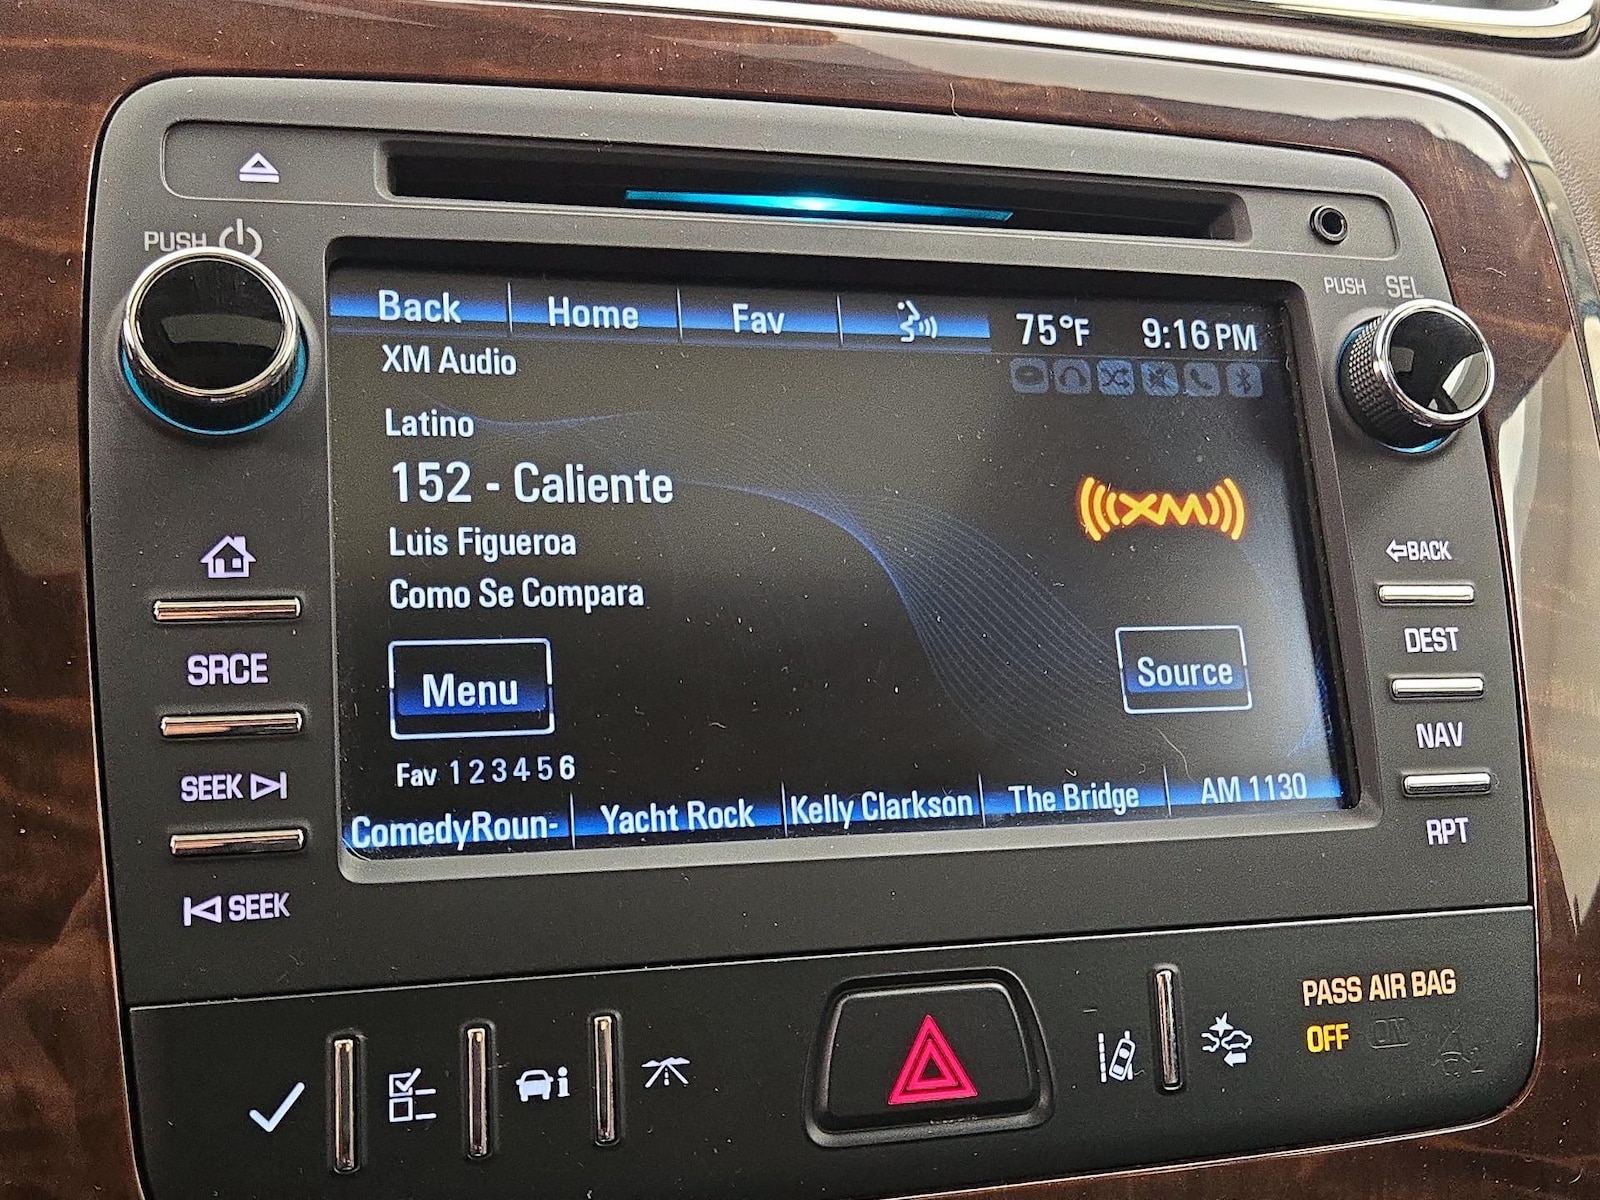 PUSH
PUSH SEL
Back Home Fav 75°F 9:16 PM
XM Audio
Latino
152 - Caliente
Luis Figueroa
Como Se Compara
XM
Menu
Source
Fav 1 2 3 4 5 6
ComedyRoun- Yacht Rock Kelly Clarkson The Bridge AM 1130
SRCE
SEEK
SEEK
BACK
DEST
NAV
RPT
PASS AIR BAG
OFF